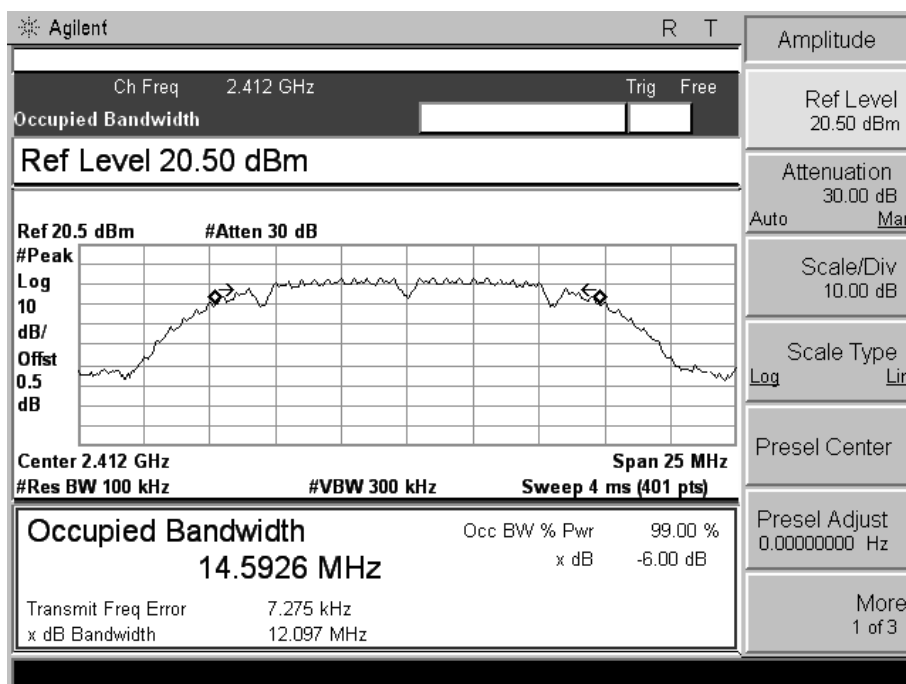 Agilent R T
Ch Freq 2.412 GHz Trig Free
Occupied Bandwidth
Ref Level 20.50 dBm
Ref 20.5 dBm #Atten 30 dB
#Peak
Log
10
dB/
Offst
0.5
dB
Center 2.412 GHz Span 25 MHz
#Res BW 100 kHz #VBW 300 kHz Sweep 4 ms (401 pts)
Occupied Bandwidth
14.5926 MHz
Occ BW % Pwr 99.00 %
x dB -6.00 dB
Transmit Freq Error 7.275 kHz
x dB Bandwidth 12.097 MHz
Amplitude
Ref Level
20.50 dBm
Attenuation
30.00 dB
Auto
Scale/Div
10.00 dB
Scale Type
Log
Presel Center
Presel Adjust
0.00000000 Hz
More
1 of 3